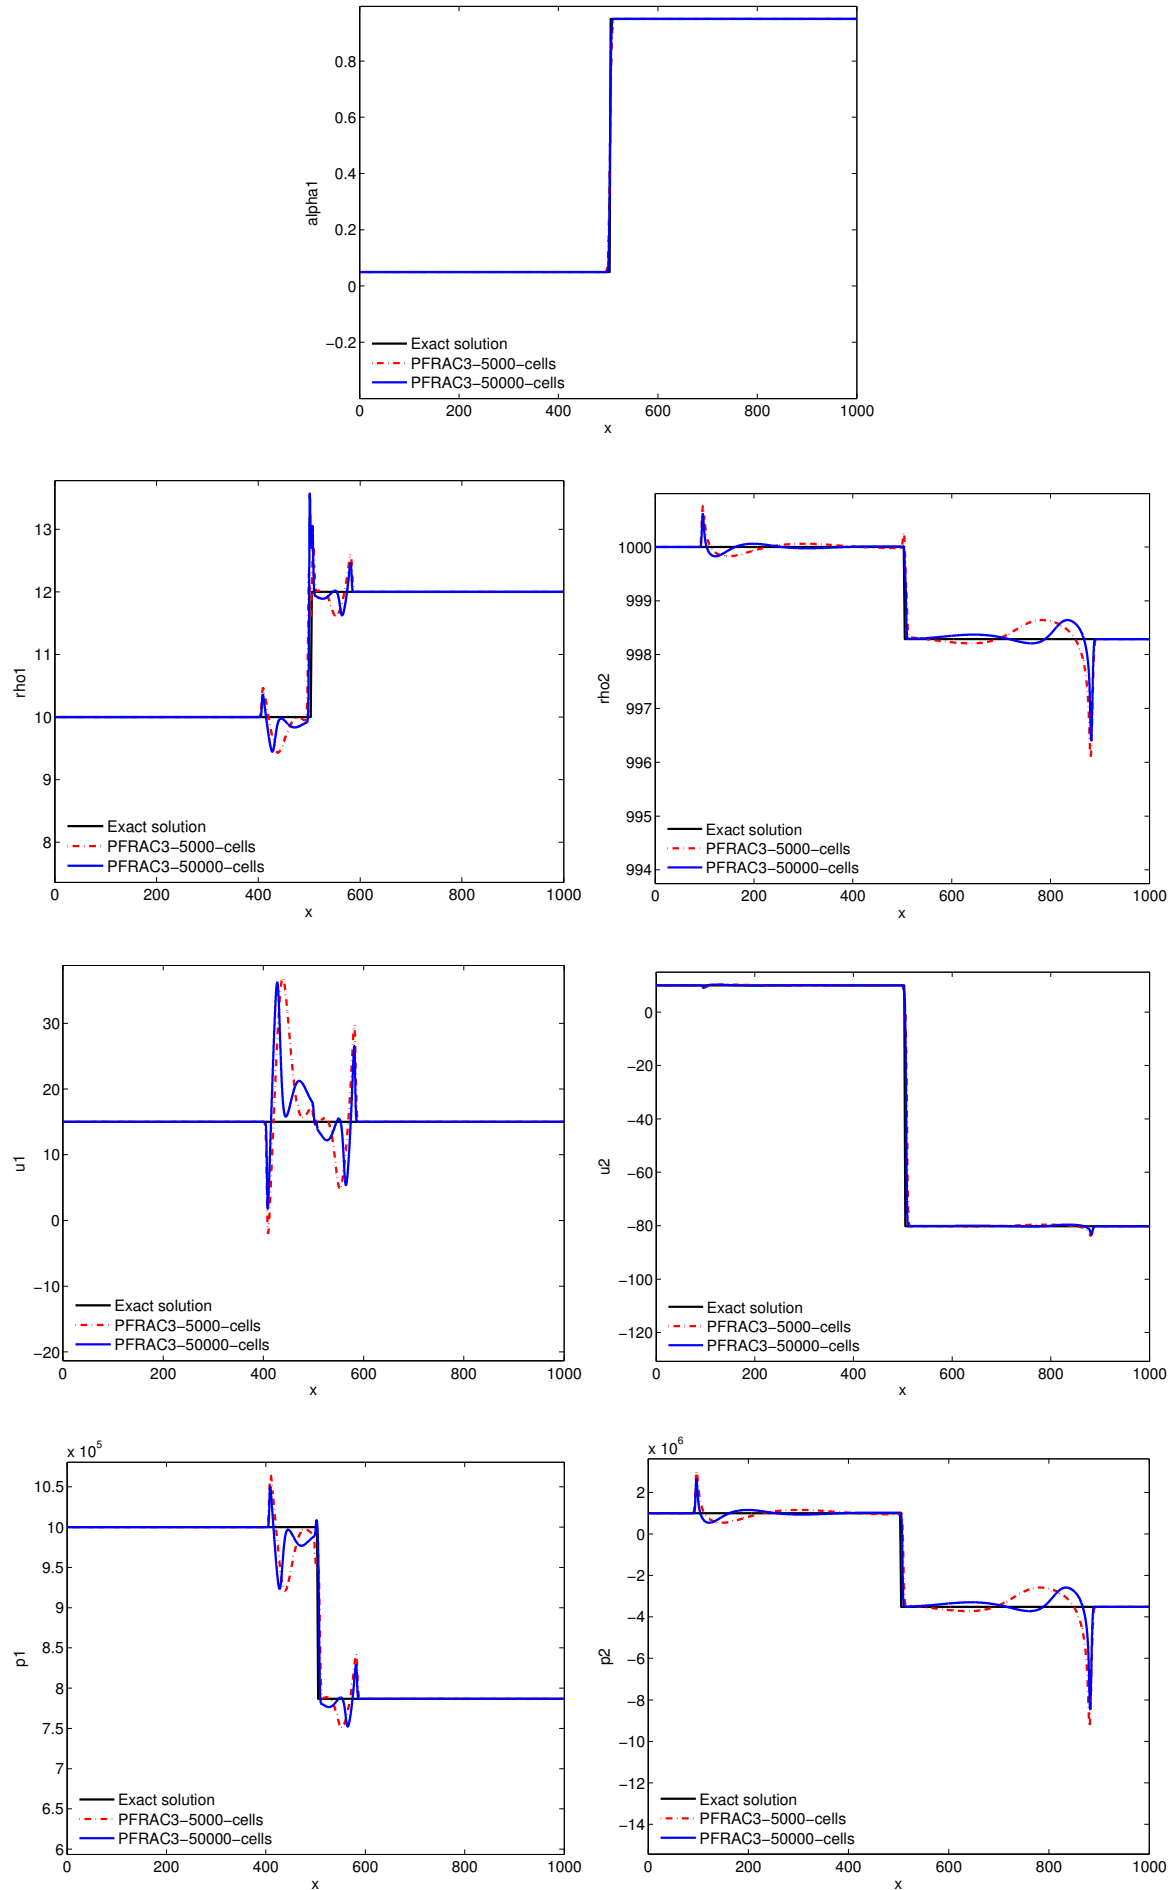 0.8
0.6
0.4
0.2
0
−0.2
alpha1
Exact solution
PFRAC3−5000−cells
PFRAC3−50000−cells
0 200 400 600 800 1000
x
13
12
11
10
9
8
rho1
Exact solution
PFRAC3−5000−cells
PFRAC3−50000−cells
0 200 400 600 800 1000
x
1000
999
998
997
996
995
994
rho2
Exact solution
PFRAC3−5000−cells
PFRAC3−50000−cells
0 200 400 600 800 1000
x
30
20
10
0
−10
−20
u1
Exact solution
PFRAC3−5000−cells
PFRAC3−50000−cells
0 200 400 600 800 1000
x
0
−20
−40
−60
−80
−100
−120
u2
Exact solution
PFRAC3−5000−cells
PFRAC3−50000−cells
0 200 400 600 800 1000
x
x 10^5
10.5
10
9.5
9
8.5
8
7.5
7
6.5
6
p1
Exact solution
PFRAC3−5000−cells
PFRAC3−50000−cells
0 200 400 600 800 1000
x
x 10^6
2
0
−2
−4
−6
−8
−10
−12
−14
p2
Exact solution
PFRAC3−5000−cells
PFRAC3−50000−cells
0 200 400 600 800 1000
x